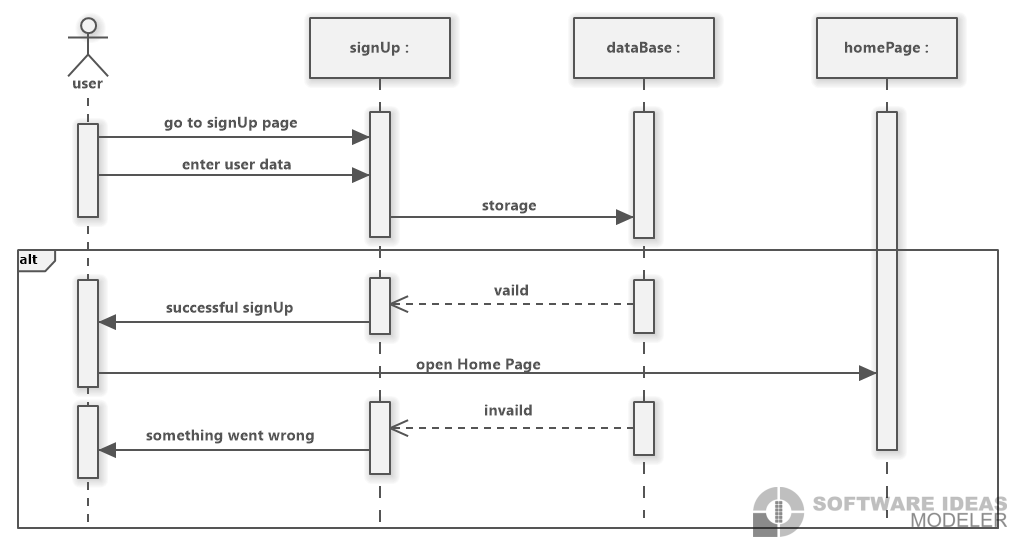 signUp :
dataBase :
homePage :
user
go to signUp page
enter user data
storage
alt
vaild
successful signUp
open Home Page
invaild
something went wrong
SOFTWARE IDEAS
MODELER